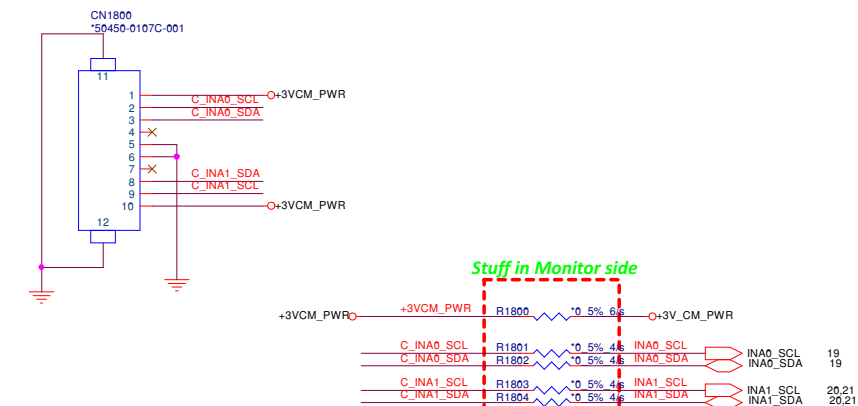 CN1800
*50450-0107C-001
11
1 +3VCM_PWR
2 C_INA0_SCL
3 C_INA0_SDA
4
5
6
7
8 C_INA1_SDA
9 C_INA1_SCL
10 +3VCM_PWR
12
Stuff in Monitor side
+3VCM_PWR +3VCM_PWR R1800 *0_5%_6/s +3V_CM_PWR
C_INA0_SCL R1801 *0_5%_4/s INA0_SCL INA0_SCL 19
C_INA0_SDA R1802 *0_5%_4/s INA0_SDA INA0_SDA 19
C_INA1_SCL R1803 *0_5%_4/s INA1_SCL INA1_SCL 20,21
C_INA1_SDA R1804 *0_5%_4/s INA1_SDA INA1_SDA 20,21